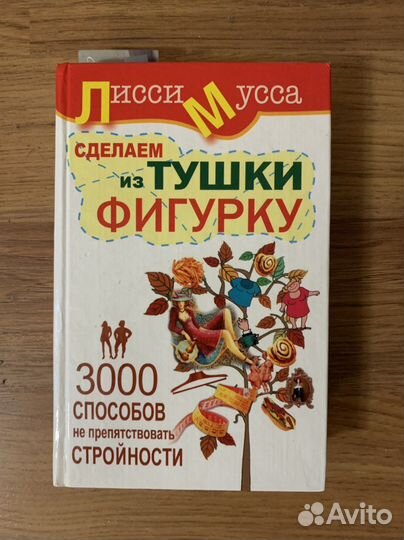 Лисси Мусса
СДЕЛАЕМ
из ТУШКИ
ФИГУРКУ
3000
СПОСОБОВ
не препятствовать
СТРОЙНОСТИ
Avito